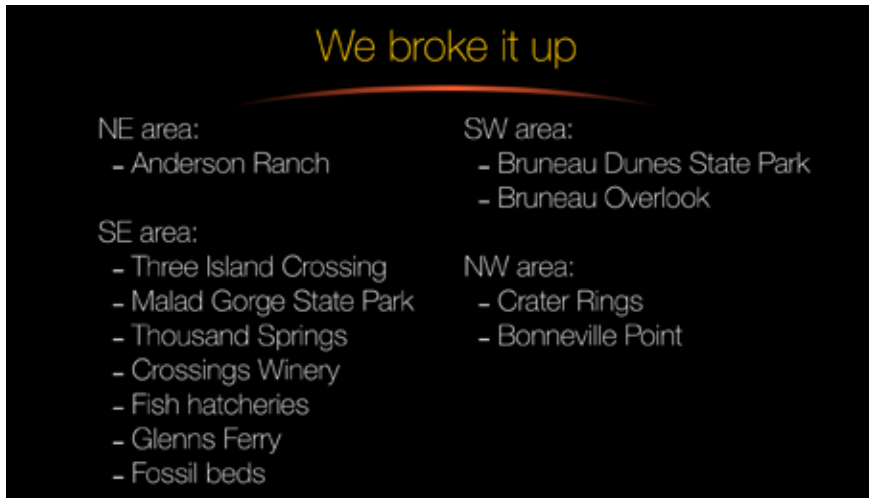 We broke it up
NE area:
- Anderson Ranch
SE area:
- Three Island Crossing
- Malad Gorge State Park
- Thousand Springs
- Crossings Winery
- Fish hatcheries
- Glenns Ferry
- Fossil beds
SW area:
- Bruneau Dunes State Park
- Bruneau Overlook
NW area:
- Crater Rings
- Bonneville Point